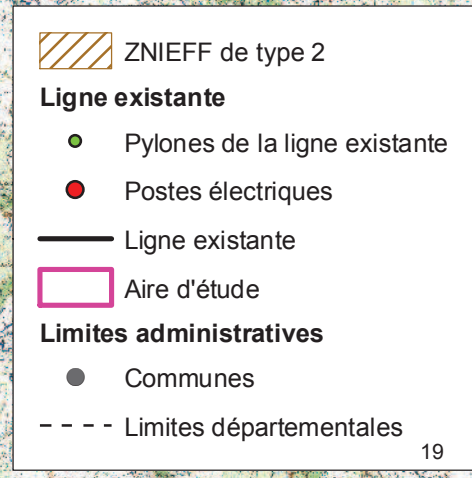 ZNIEFF de type 2
Ligne existante
Pylones de la ligne existante
Postes électriques
Ligne existante
Aire d'étude
Limites administratives
Communes
Limites départementales
19